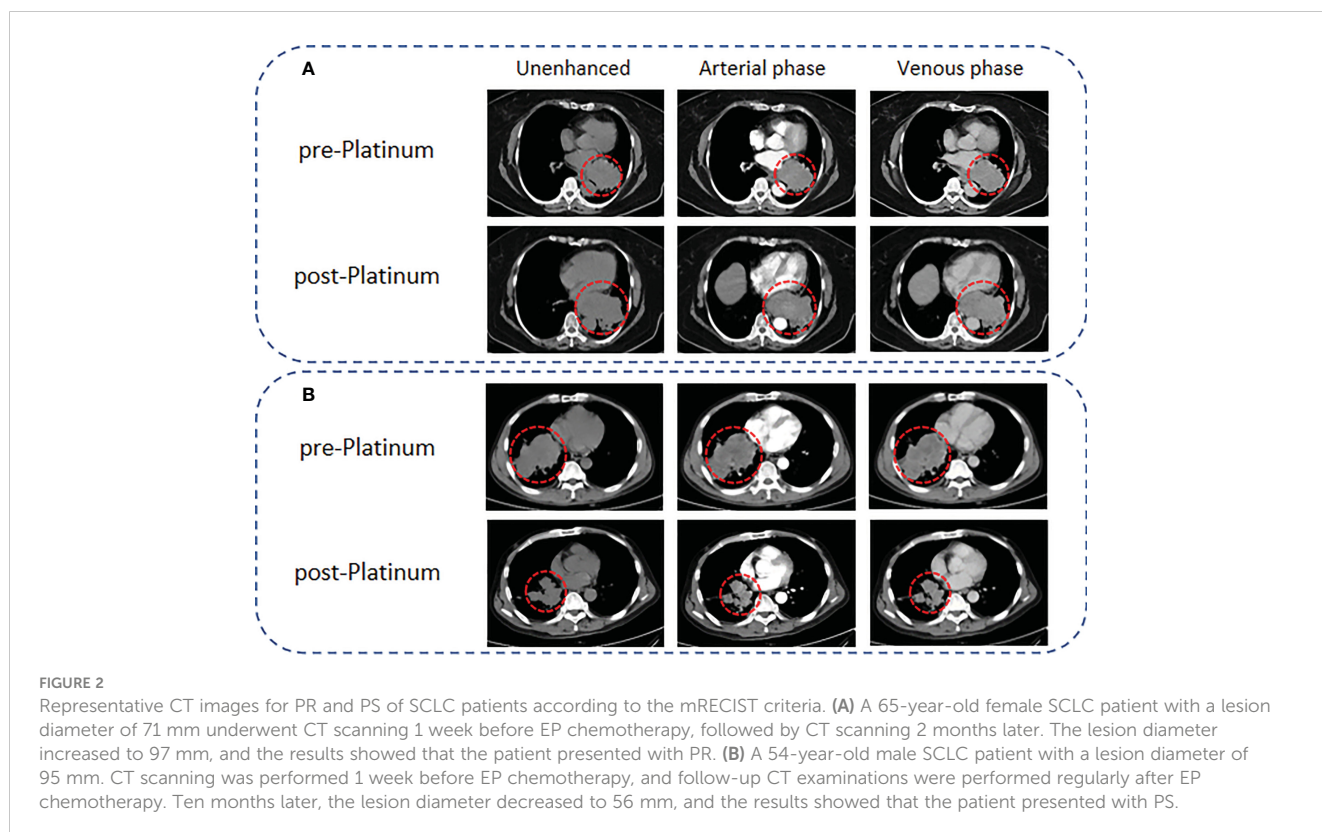 A
Unenhanced Arterial phase Venous phase
pre-Platinum
post-Platinum
B
pre-Platinum
post-Platinum
FIGURE 2
Representative CT images for PR and PS of SCLC patients according to the mRECIST criteria. (A) A 65-year-old female SCLC patient with a lesion
diameter of 71 mm underwent CT scanning 1 week before EP chemotherapy, followed by CT scanning 2 months later. The lesion diameter
increased to 97 mm, and the results showed that the patient presented with PR. (B) A 54-year-old male SCLC patient with a lesion diameter of
95 mm. CT scanning was performed 1 week before EP chemotherapy, and follow-up CT examinations were performed regularly after EP
chemotherapy. Ten months later, the lesion diameter decreased to 56 mm, and the results showed that the patient presented with PS.